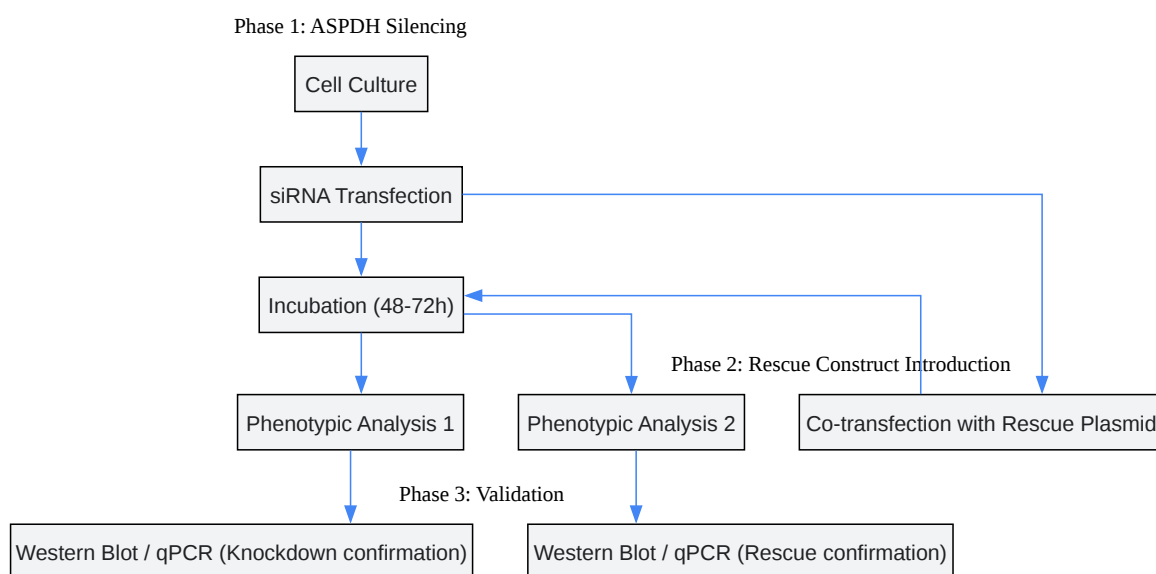 Phase 1: ASPDH Silencing
Cell Culture
siRNA Transfection
Incubation (48-72h)
Phase 2: Rescue Construct Introduction
Phenotypic Analysis 1
Phenotypic Analysis 2
Co-transfection with Rescue Plasmid
Phase 3: Validation
Western Blot / qPCR (Knockdown confirmation)
Western Blot / qPCR (Rescue confirmation)